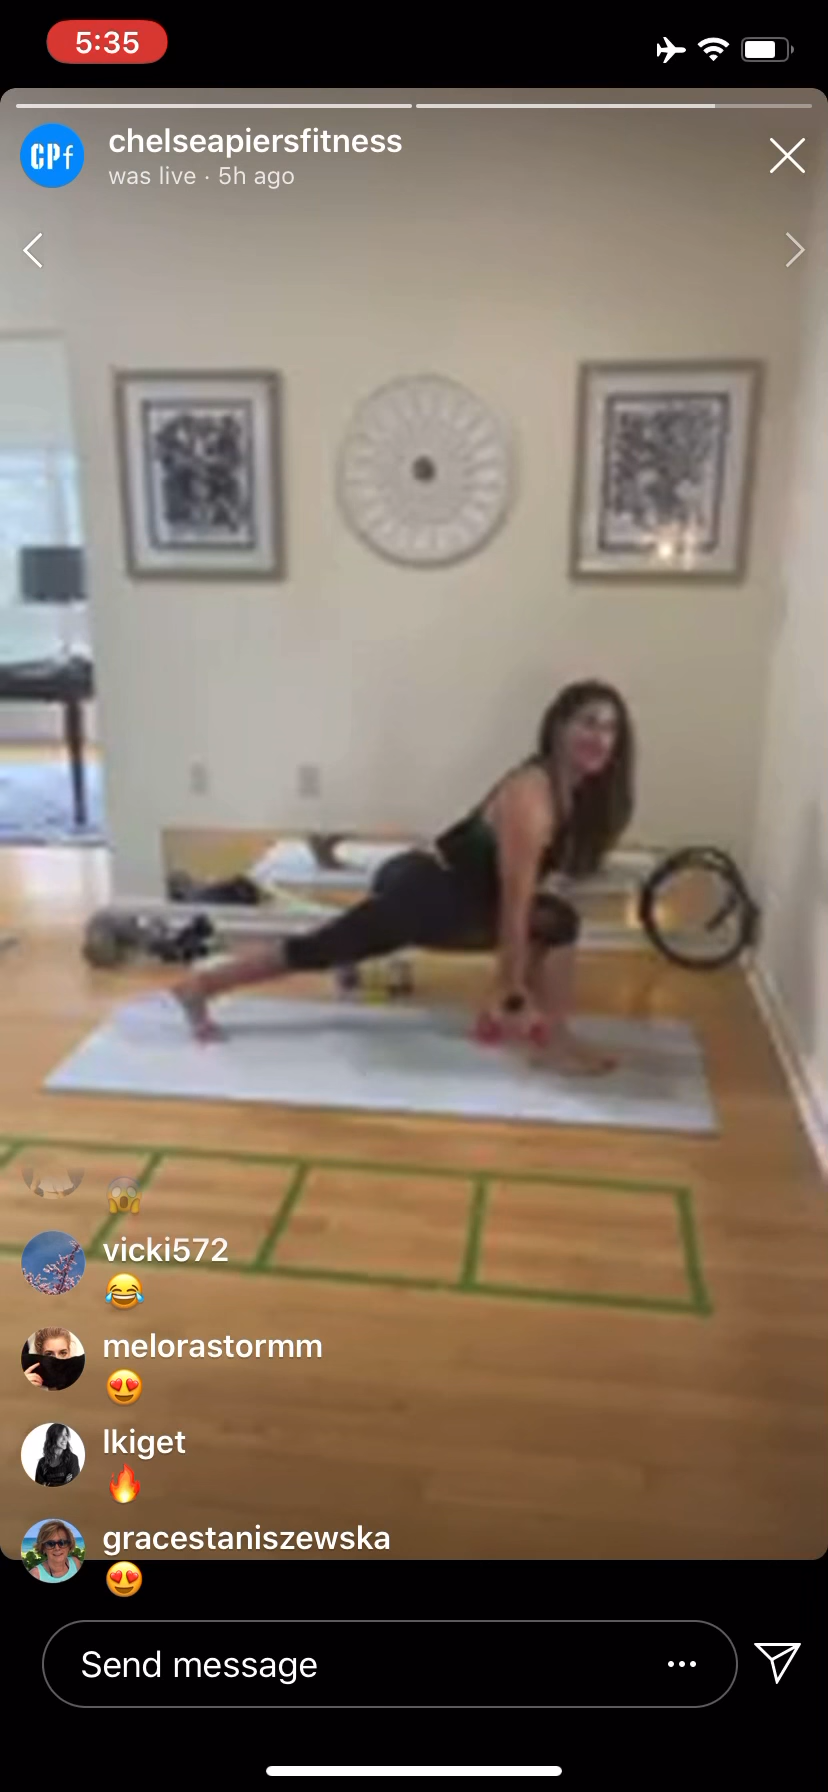 5:35
CPf
chelseapiersfitness
was live · 5h ago
😱
vicki572
😂
melorastormm
😍
lkiget
🔥
gracestaniszewska
😍
Send message